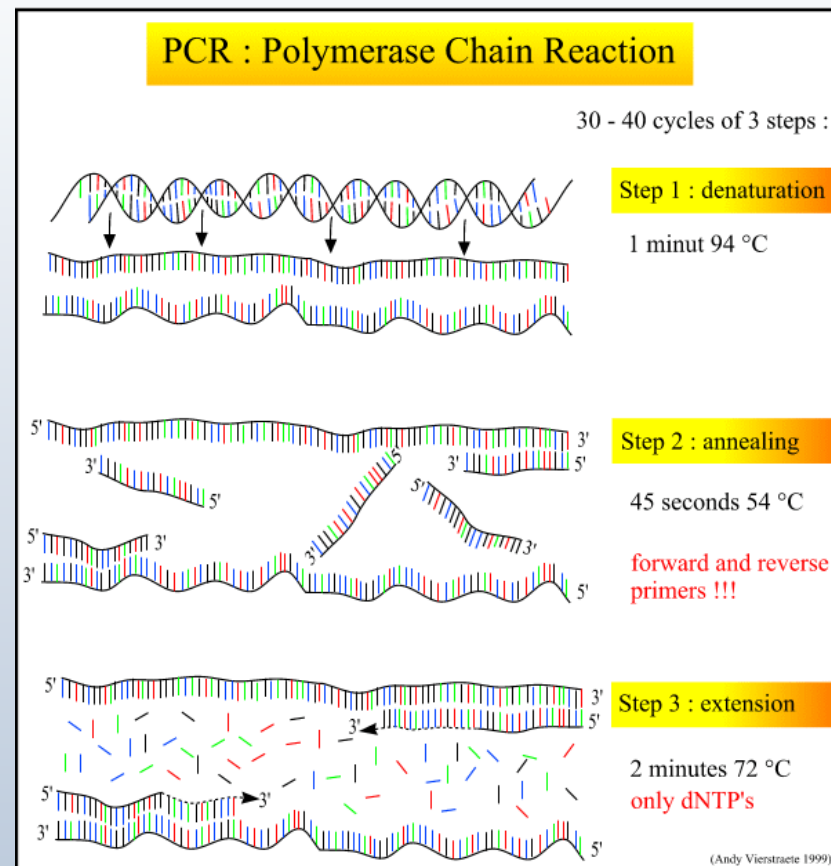 PCR : Polymerase Chain Reaction
30 - 40 cycles of 3 steps :
Step 1 : denaturation
1 minut 94 °C
5'
3'
Step 2 : annealing
3'
5'
3'
5'
5'
5'
45 seconds 54 °C
5'
3'
3'
3'
forward and reverse
primers !!!
3'
5'
5'
3'
Step 3 : extension
3'
5'
2 minutes 72 °C
5'
3'
only dNTP's
3'
5'
(Andy Vierstraete 1999)